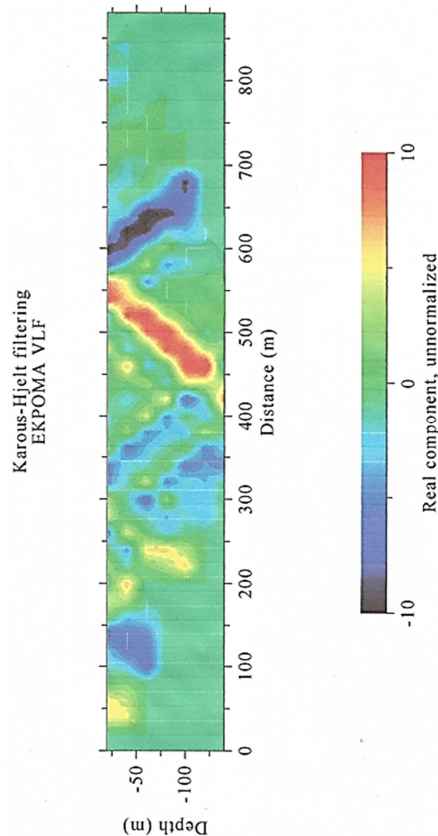 Karous-Hjelt filtering
EKPOMA VLF
Depth (m)
-50
-100
0
100
200
300
400
500
600
700
800
Distance (m)
-10
0
10
Real component, unnormalized